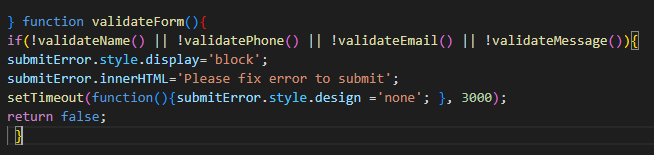 } function validateForm(){
if(!validateName() || !validatePhone() || !validateEmail() || !validateMessage()){
submitError.style.display='block';
submitError.innerHTML='Please fix error to submit';
setTimeout(function(){submitError.style.design ='none'; }, 3000);
return false;
}